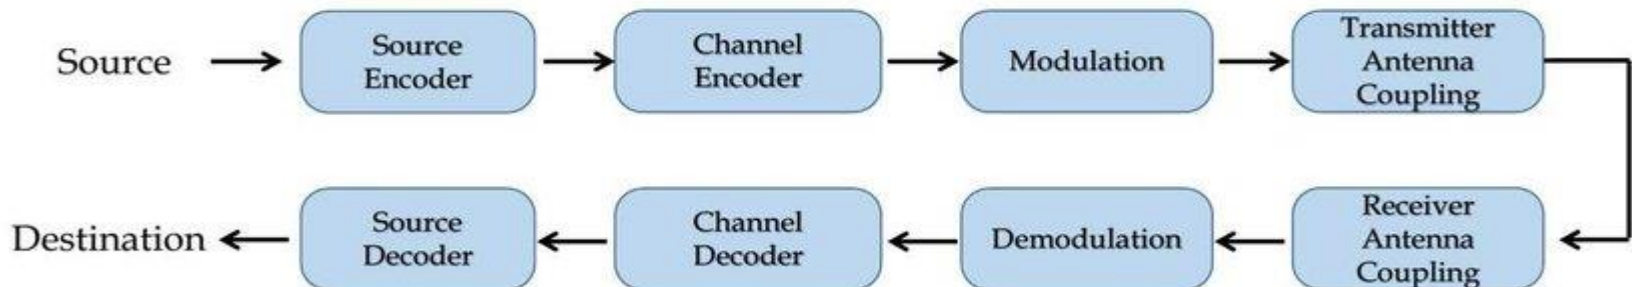 Source
Source
Encoder
Channel
Encoder
Modulation
Transmitter
Antenna
Coupling
Destination
Source
Decoder
Channel
Decoder
Demodulation
Receiver
Antenna
Coupling